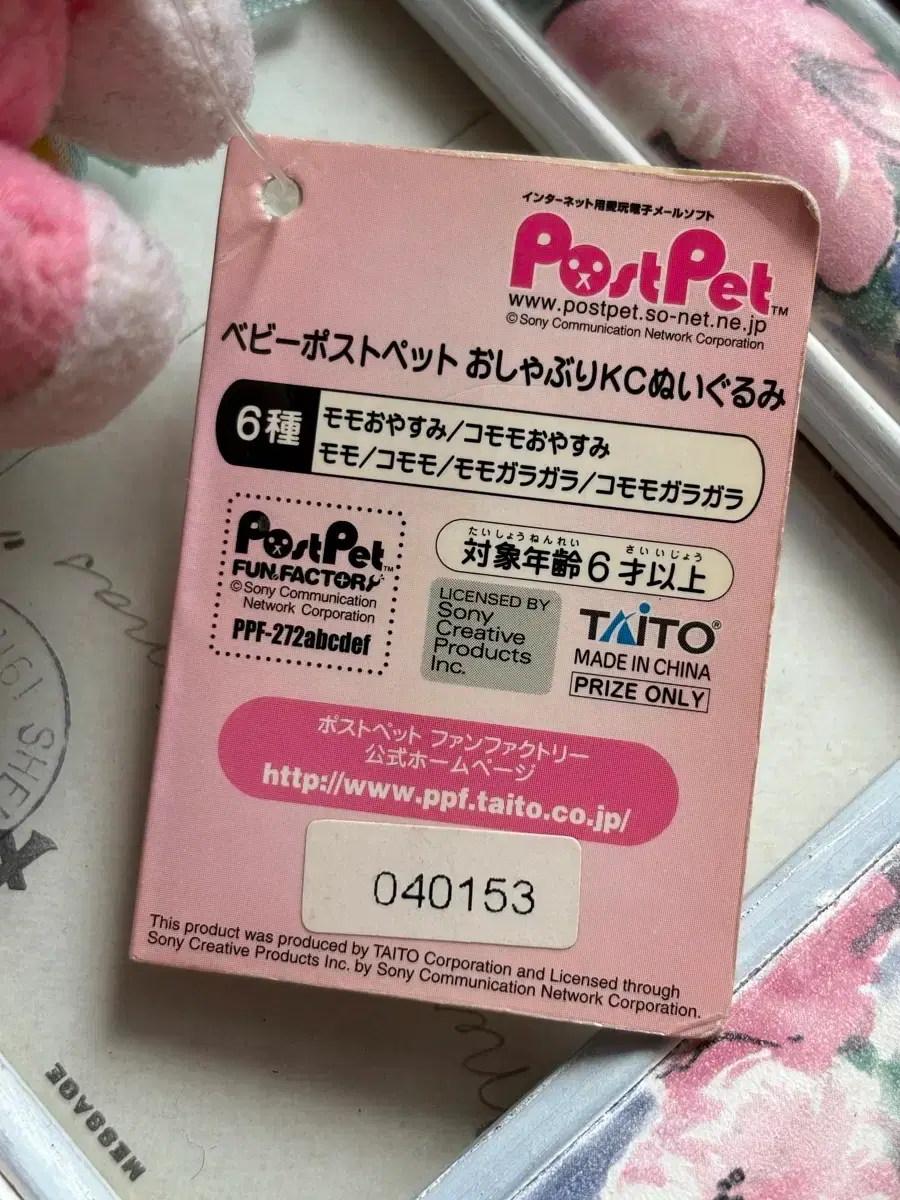 インターネット用愛玩電子メールソフト
PostPet™
www.postpet.so-net.ne.jp
©Sony Communication Network Corporation
ベビーポストペット おしゃぶりKCぬいぐるみ
6種
モモおやすみ/コモモおやすみ
モモ/コモモ/モモガラガラ/コモモガラガラ
PostPet™
FUN FACTORY
©Sony Communication
Network Corporation
PPF-272abcdef
たいしょうねんれい さいいじょう
対象年齢6才以上
LICENSED BY
Sony
Creative
Products
Inc.
TAITO®
MADE IN CHINA
PRIZE ONLY
ポストペット ファンファクトリー
公式ホームページ
http://www.ppf.taito.co.jp/
040153
This product was produced by TAITO Corporation and Licensed through
Sony Creative Products Inc. by Sony Communication Network Corporation.
MESSAGE